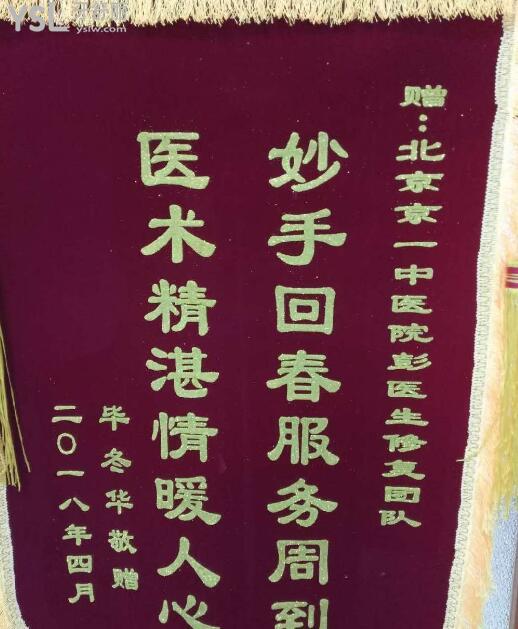 赠：北京京一中医院彭医生修复团队
妙手回春服务周到
医术精湛情暖人心
毕冬华敬赠
二〇一八年四月
YSL
www.yslw.com